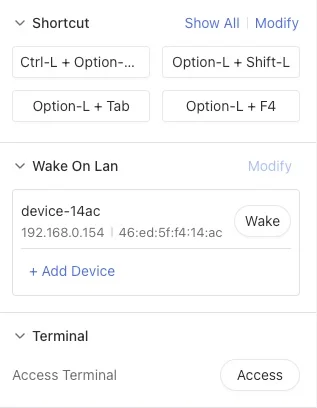 Shortcut Show All Modify
Ctrl-L + Option-... Option-L + Shift-L
Option-L + Tab Option-L + F4
Wake On Lan Modify
device-14ac
192.168.0.154 46:ed:5f:f4:14:ac Wake
+ Add Device
Terminal
Access Terminal Access